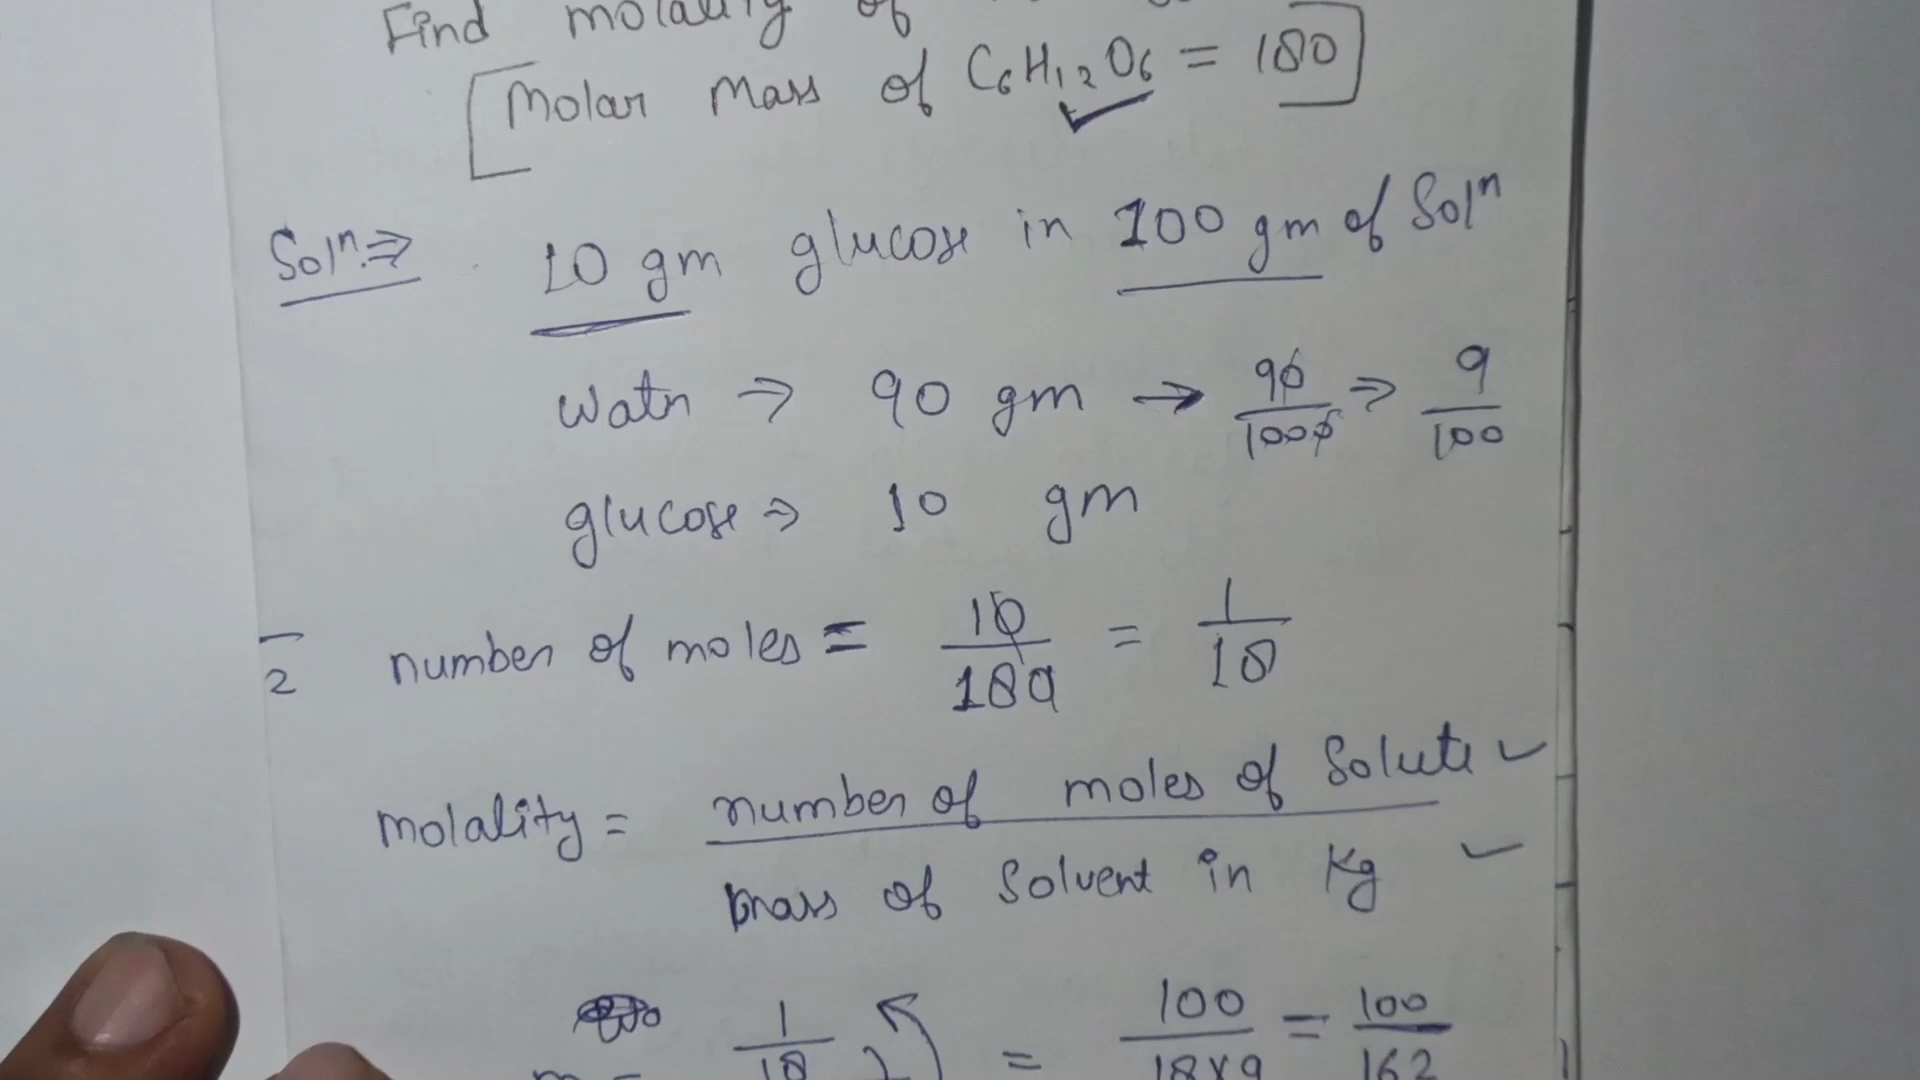 Find molality of
[Molar Mass of C6H12O6 = 180]
Solⁿ.⇒ 10 gm glucose in 100 gm of Solⁿ
Water → 90 gm → 90/1000 ⇒ 9/100
glucose ⇒ 10 gm
2 number of moles = 10/180 = 1/18
Molality = number of moles of Solute ✓
mass of Solvent in Kg ✓
1/18 = 100/18×9 = 100/162